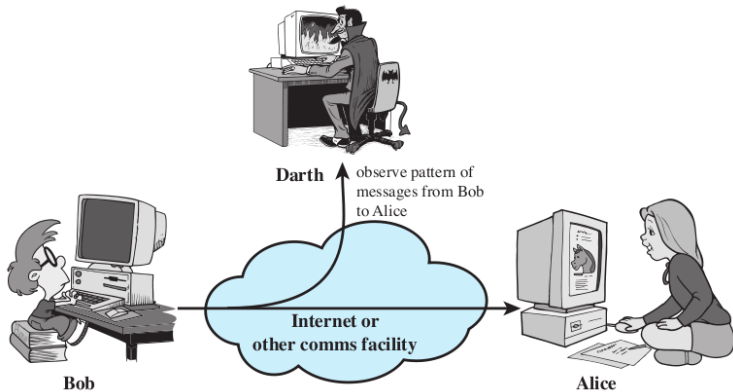 Darth
observe pattern of
messages from Bob
to Alice
Internet or
other comms facility
Bob
Alice